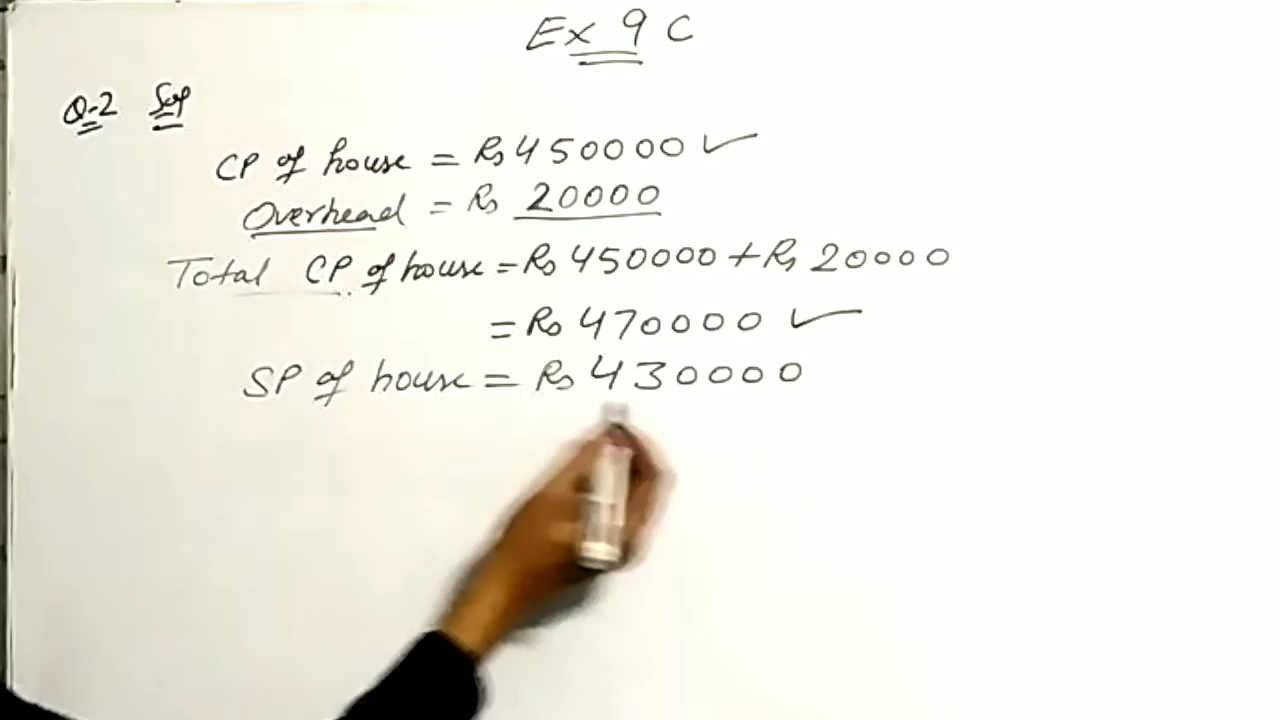 Ex 9 C
Q-2 Sol
CP of house = Rs 450000 ✓
Overhead = Rs 20000
Total CP of house = Rs 450000 + Rs 20000
= Rs 470000 ✓
SP of house = Rs 430000